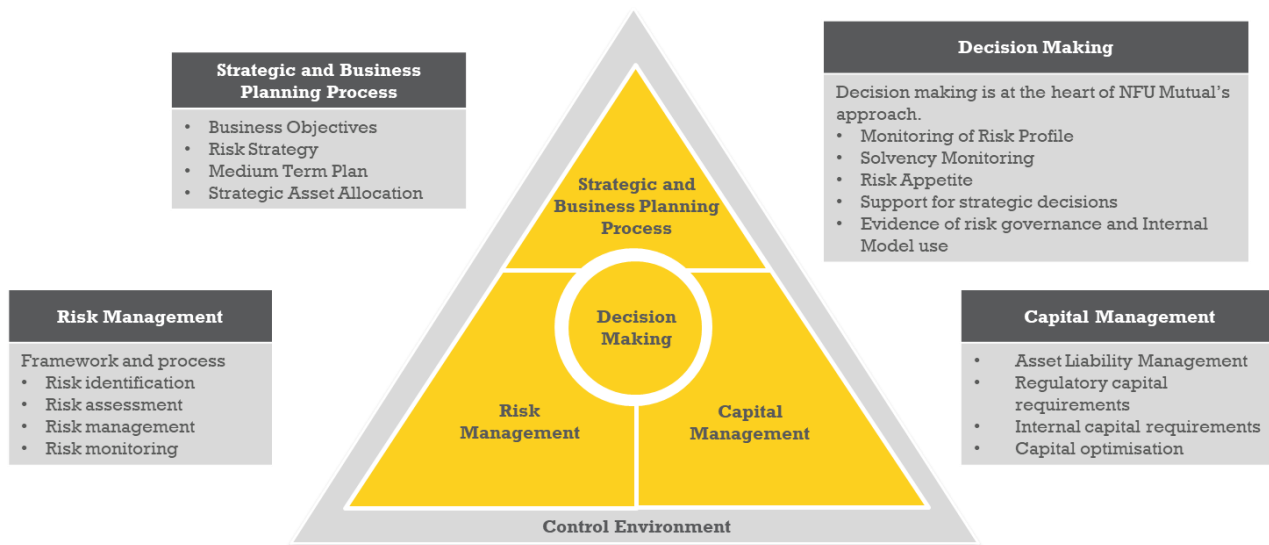 Strategic and Business
Planning Process
• Business Objectives
• Risk Strategy
• Medium Term Plan
• Strategic Asset Allocation
Decision Making
Decision making is at the heart of NFU Mutual’s
approach.
• Monitoring of Risk Profile
• Solvency Monitoring
• Risk Appetite
• Support for strategic decisions
• Evidence of risk governance and Internal
Model use
Strategic and
Business Planning
Process
Decision
Making
Risk
Management
Capital
Management
Control Environment
Risk Management
Framework and process
• Risk identification
• Risk assessment
• Risk management
• Risk monitoring
Capital Management
• Asset Liability Management
• Regulatory capital
requirements
• Internal capital requirements
• Capital optimisation